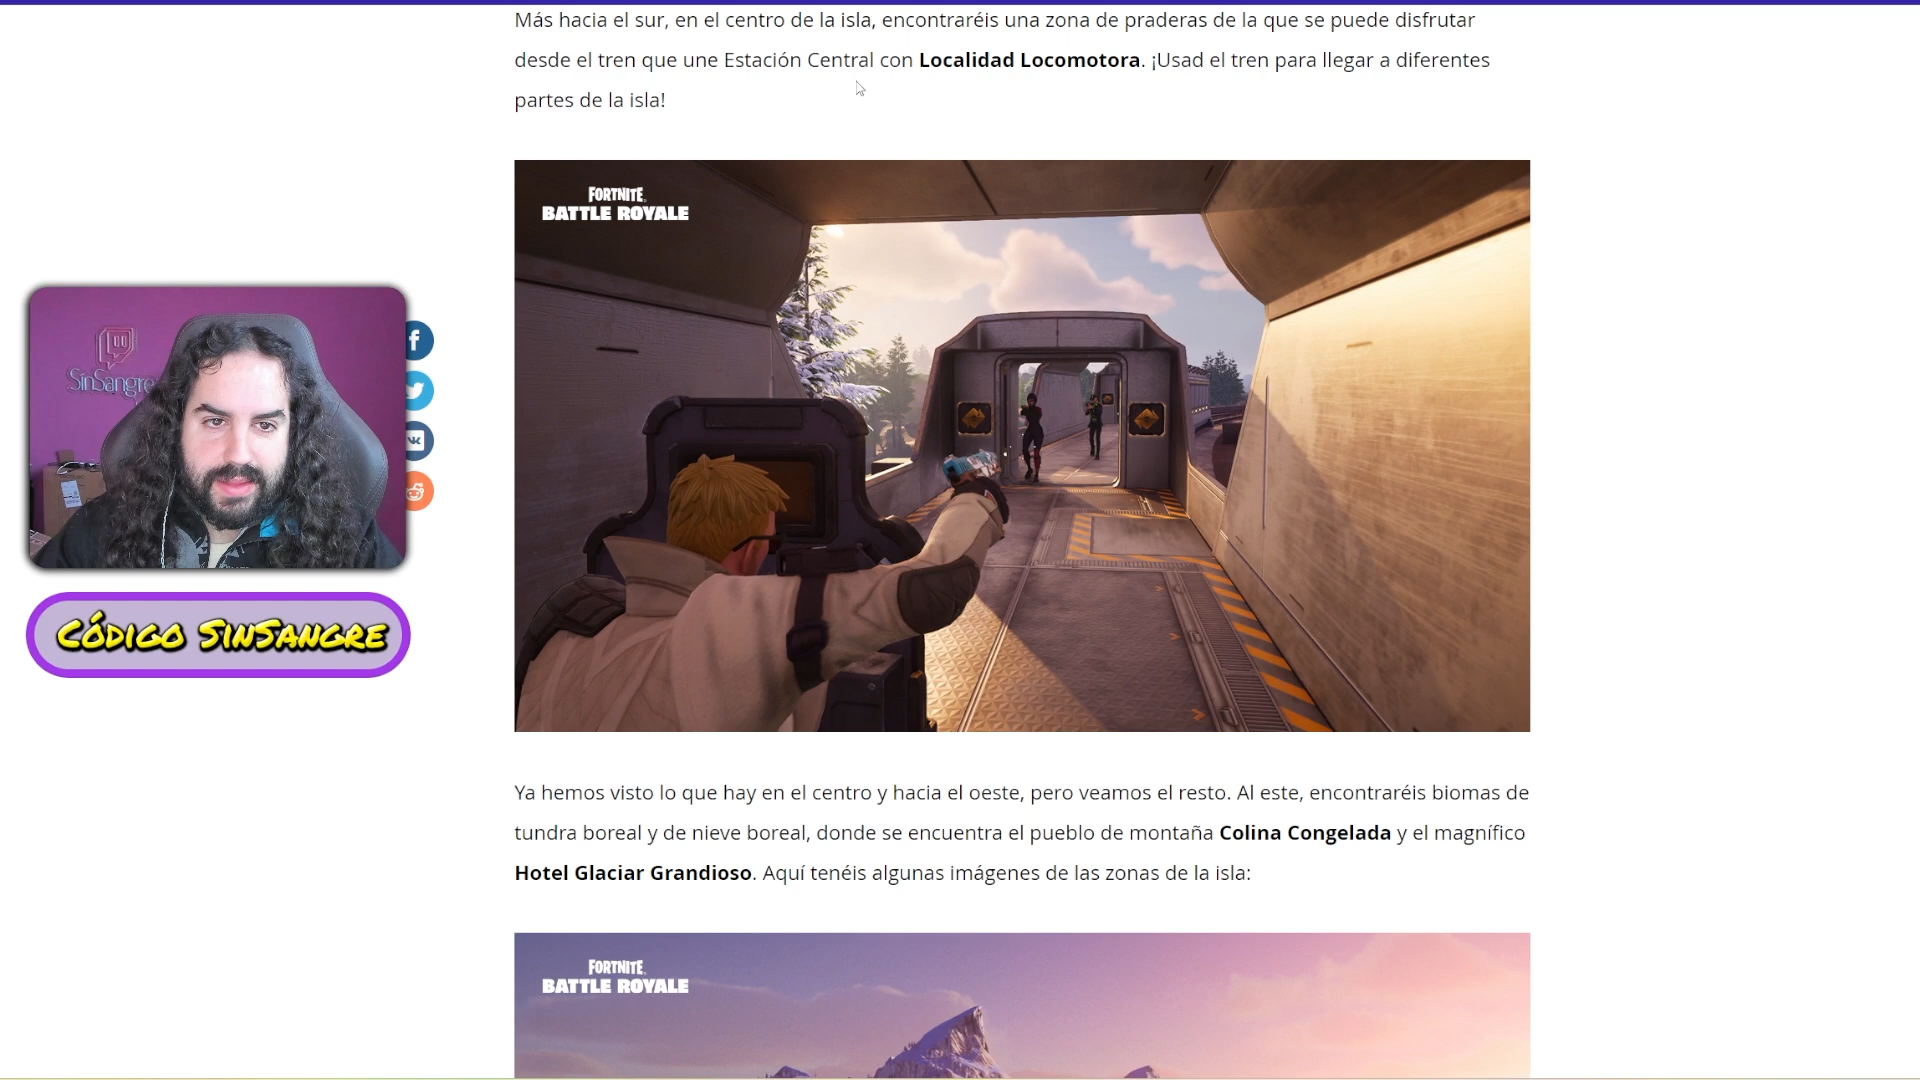 Más hacia el sur, en el centro de la isla, encontraréis una zona de praderas de la que se puede disfrutar
desde el tren que une Estación Central con Localidad Locomotora. ¡Usad el tren para llegar a diferentes
partes de la isla!
FORTNITE
BATTLE ROYALE
SinSangre
CÓDIGO SINSANGRE
Ya hemos visto lo que hay en el centro y hacia el oeste, pero veamos el resto. Al este, encontraréis biomas de
tundra boreal y de nieve boreal, donde se encuentra el pueblo de montaña Colina Congelada y el magnífico
Hotel Glaciar Grandioso. Aquí tenéis algunas imágenes de las zonas de la isla:
FORTNITE
BATTLE ROYALE